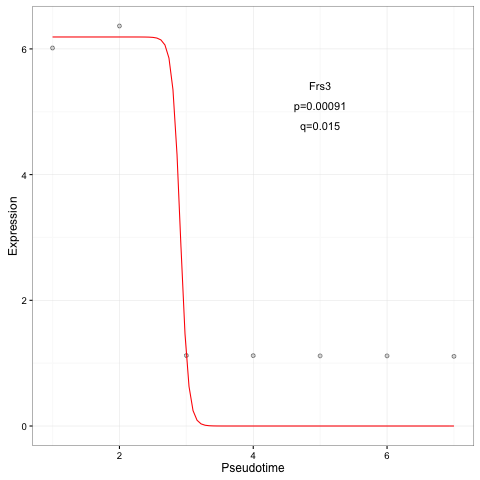 Frs3
p=0.00091
q=0.015
6
4
2
0
Expression
2 4 6
Pseudotime